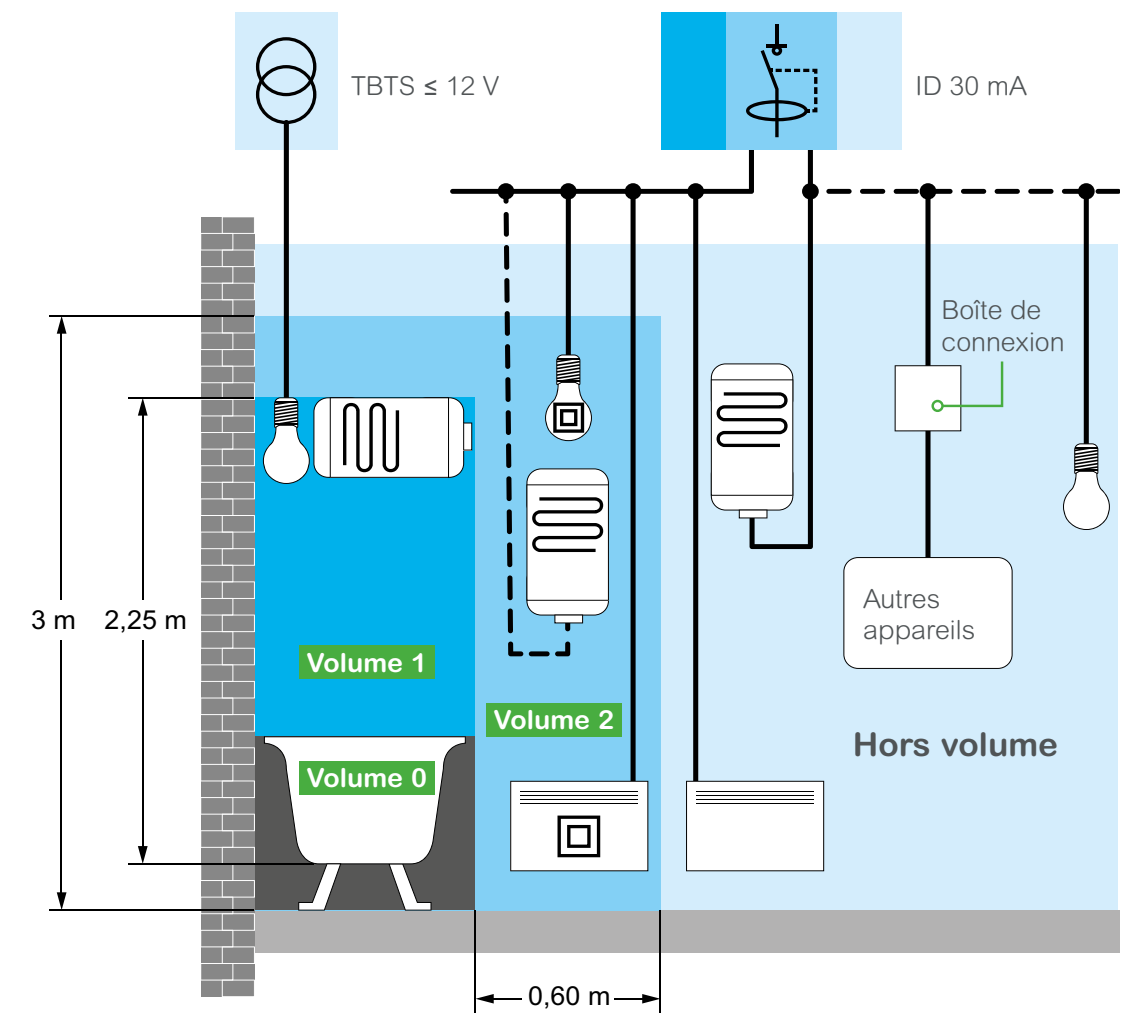 TBTS ≤ 12 V
ID 30 mA
Boîte de
connexion
3 m
2,25 m
Autres
appareils
Volume 1
Volume 2
Hors volume
Volume 0
0,60 m